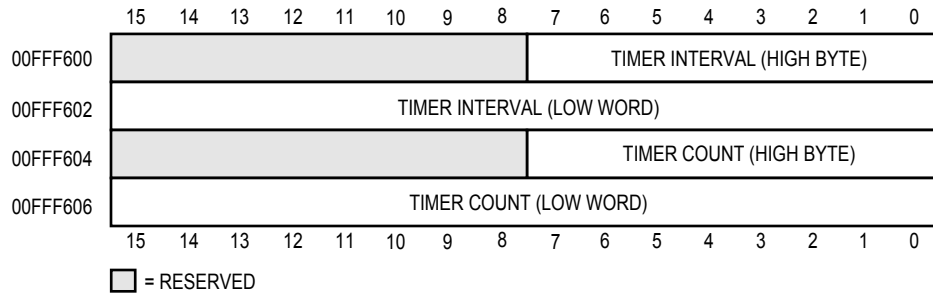 15 14 13 12 11 10 9 8 7 6 5 4 3 2 1 0
00FFF600 TIMER INTERVAL (HIGH BYTE)
00FFF602 TIMER INTERVAL (LOW WORD)
00FFF604 TIMER COUNT (HIGH BYTE)
00FFF606 TIMER COUNT (LOW WORD)
15 14 13 12 11 10 9 8 7 6 5 4 3 2 1 0
= RESERVED